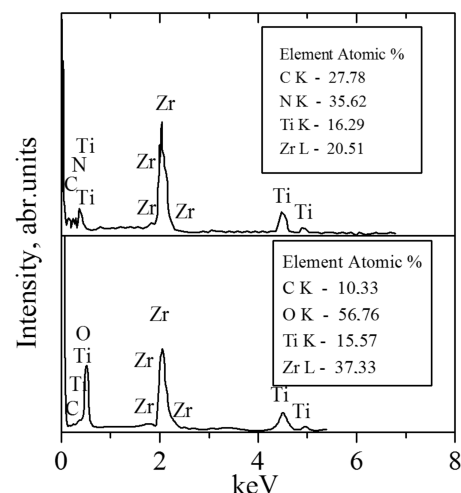 Element Atomic %
C K - 27.78
N K - 35.62
Ti K - 16.29
Zr L - 20.51
Zr
Ti
N
C
Ti
Zr
Zr
Zr
Ti
Ti
Intensity, abr.units
Element Atomic %
C K - 10.33
O K - 56.76
Ti K - 15.57
Zr L - 37.33
Zr
O
Ti
Ti
C
Zr
Zr
Zr
Ti
Ti
0 2 4 6 8
keV